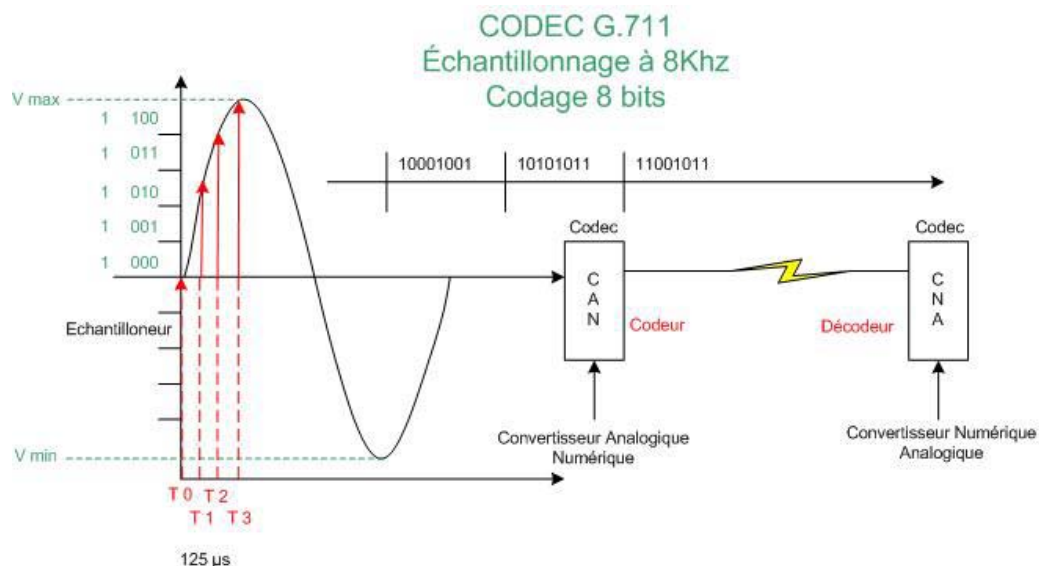 CODEC G.711
Échantillonnage à 8Khz
Codage 8 bits
V max
1 100
1 011
1 010
1 001
1 000
10001001 10101011 11001011
Codec
Codec
C
A
N
C
N
A
Echantilloneur
Codeur
Décodeur
Convertisseur Analogique
Numérique
Convertisseur Numérique
Analogique
V min
T 0
T 2
T 1
T 3
125 µs